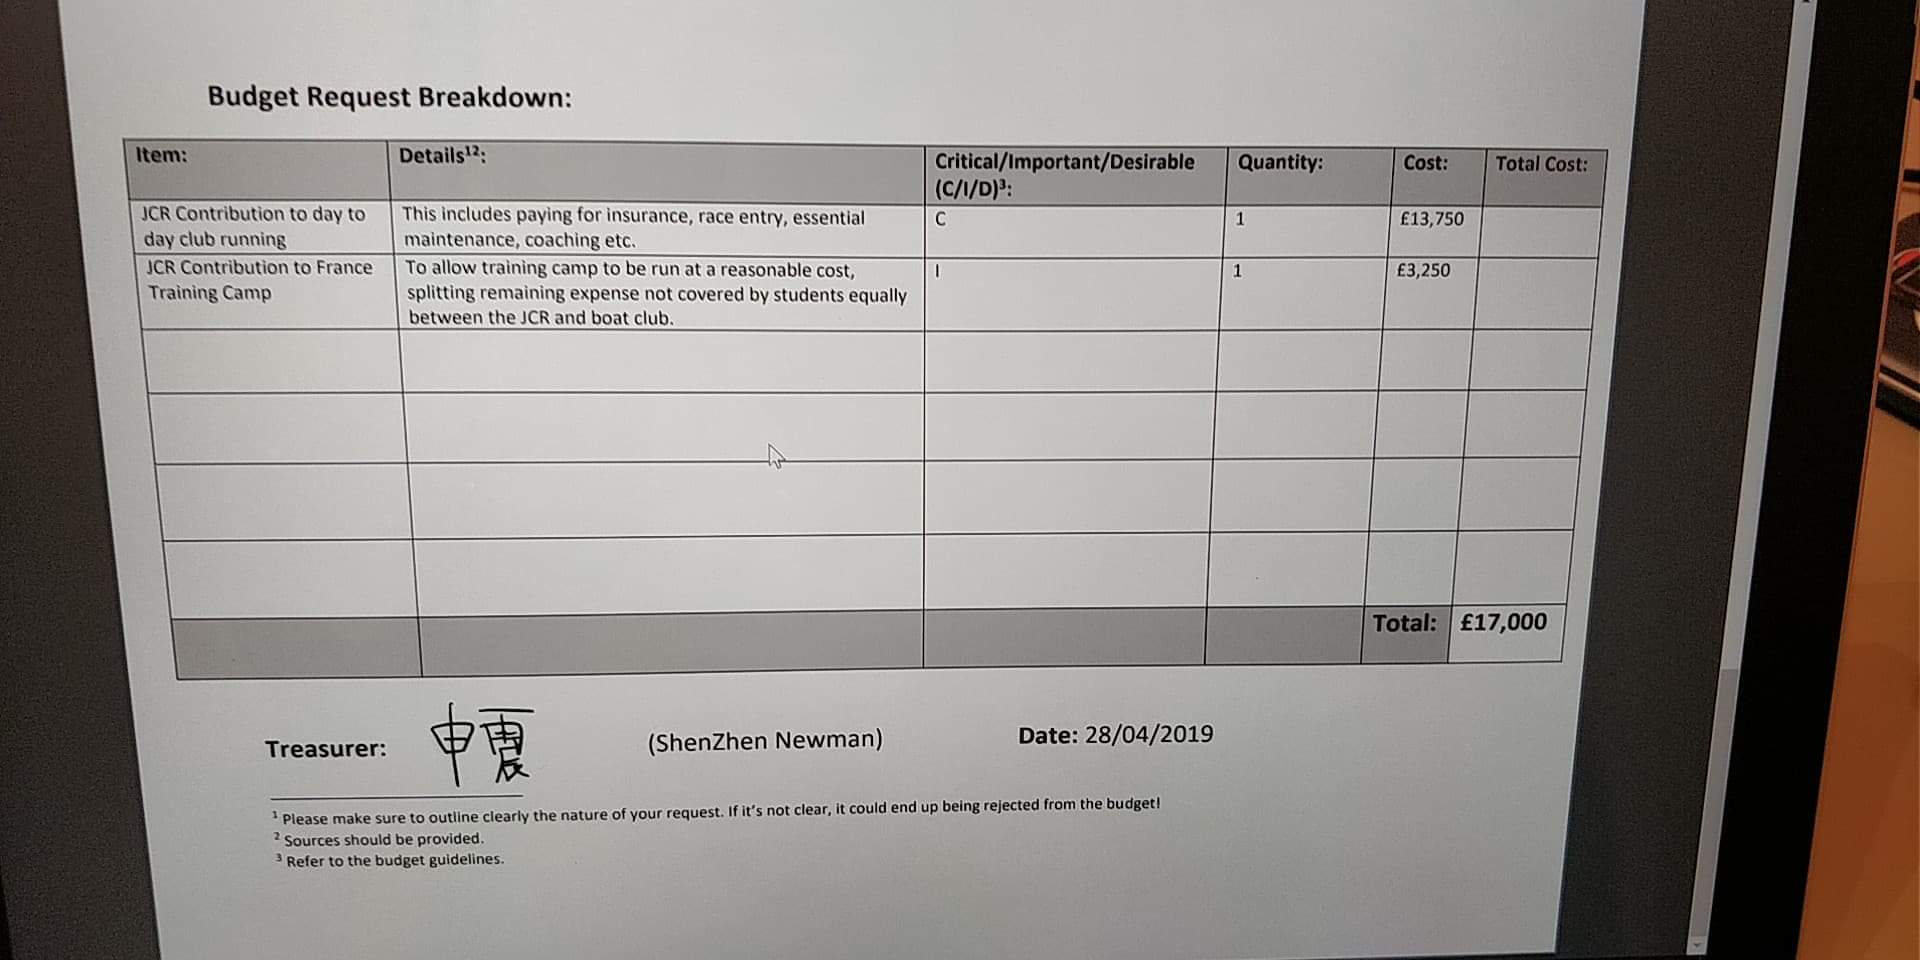 Budget Request Breakdown:
Item: Details¹²: Critical/Important/Desirable (C/I/D)³: Quantity: Cost: Total Cost:
JCR Contribution to day to day club running This includes paying for insurance, race entry, essential maintenance, coaching etc. C 1 £13,750
JCR Contribution to France Training Camp To allow training camp to be run at a reasonable cost, splitting remaining expense not covered by students equally between the JCR and boat club. I 1 £3,250
Total: £17,000
Treasurer: 申震 (ShenZhen Newman) Date: 28/04/2019
¹ Please make sure to outline clearly the nature of your request. If it's not clear, it could end up being rejected from the budget!
² Sources should be provided.
³ Refer to the budget guidelines.